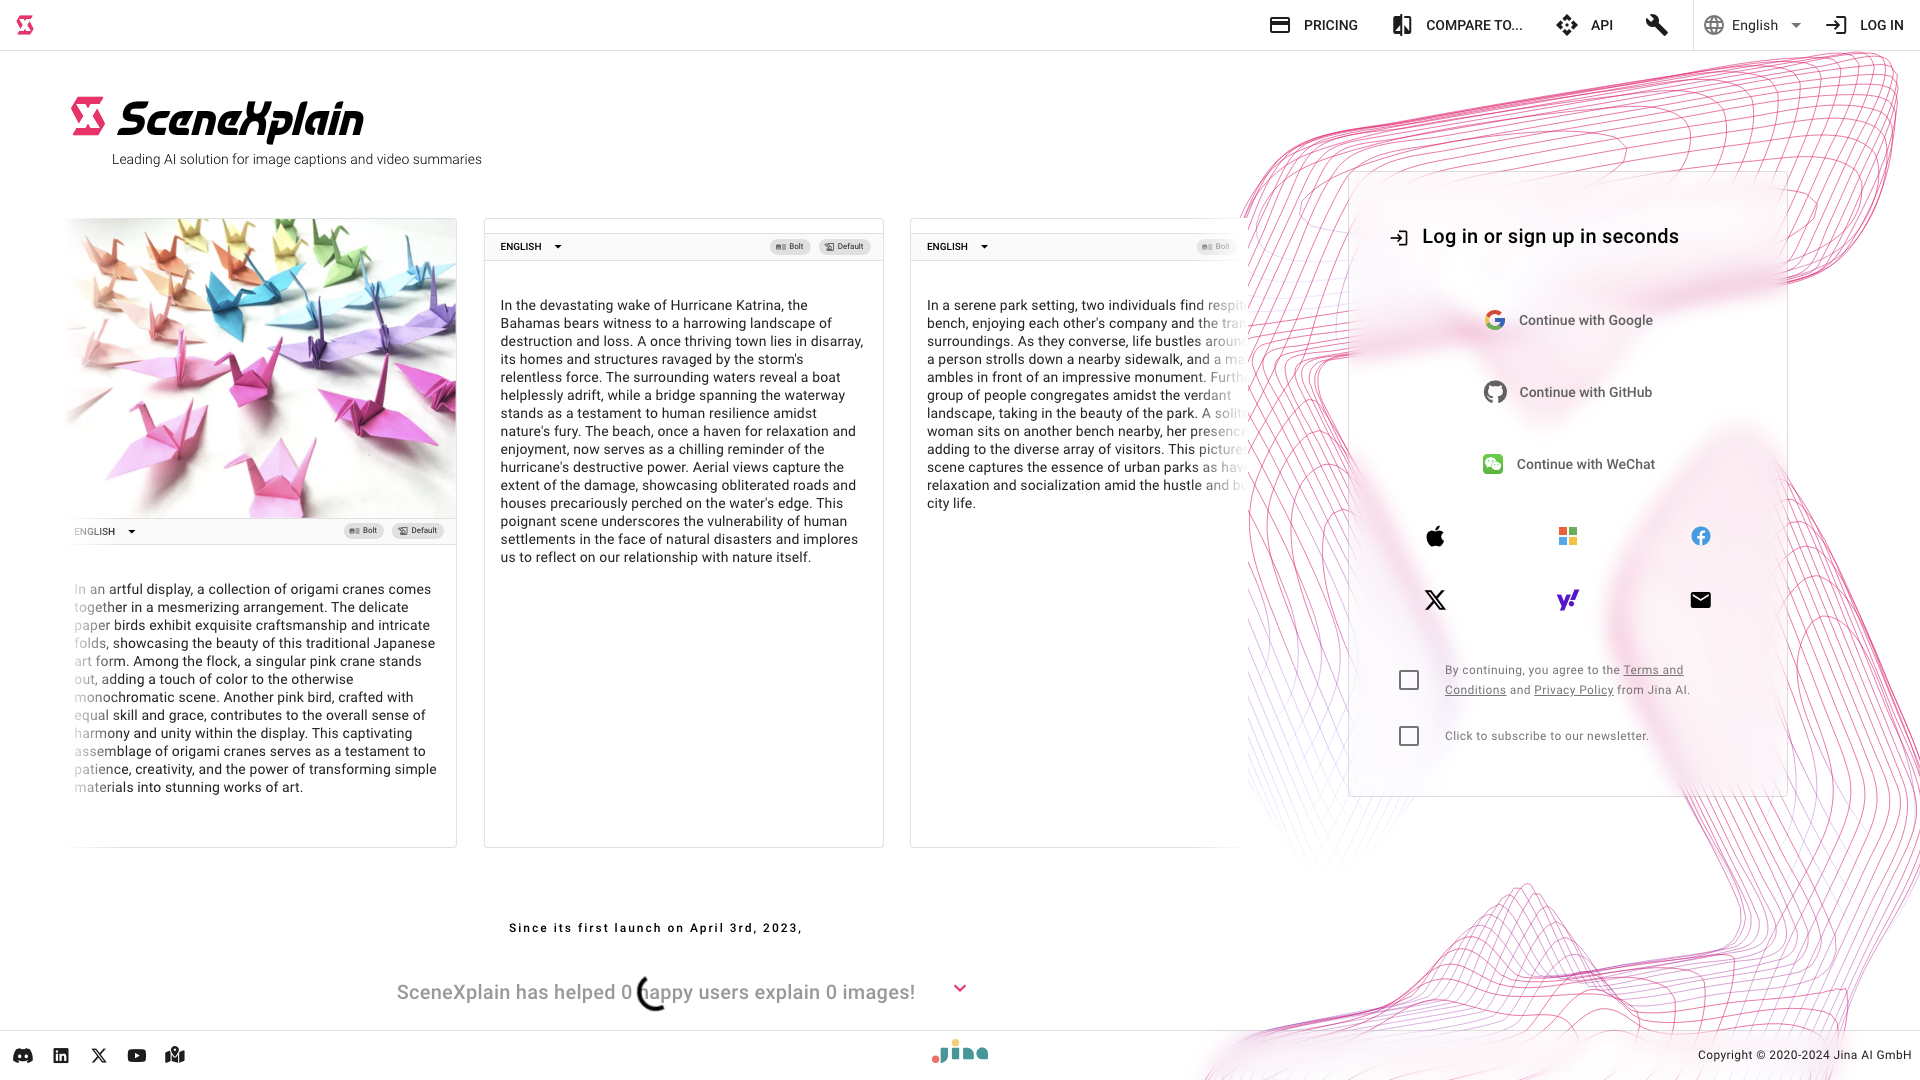 PRICING
COMPARE TO...
API
English
LOG IN
SceneXplain
Leading AI solution for image captions and video summaries
ENGLISH
Bolt
Default
In an artful display, a collection of origami cranes comes
together in a mesmerizing arrangement. The delicate
paper birds exhibit exquisite craftsmanship and intricate
folds, showcasing the beauty of this traditional Japanese
art form. Among the flock, a singular pink crane stands
out, adding a touch of color to the otherwise
monochromatic scene. Another pink bird, crafted with
equal skill and grace, contributes to the overall sense of
harmony and unity within the display. This captivating
assemblage of origami cranes serves as a testament to
patience, creativity, and the power of transforming simple
materials into stunning works of art.
ENGLISH
Bolt
Default
In the devastating wake of Hurricane Katrina, the
Bahamas bears witness to a harrowing landscape of
destruction and loss. A once thriving town lies in disarray,
its homes and structures ravaged by the storm's
relentless force. The surrounding waters reveal a boat
helplessly adrift, while a bridge spanning the waterway
stands as a testament to human resilience amidst
nature's fury. The beach, once a haven for relaxation and
enjoyment, now serves as a chilling reminder of the
hurricane's destructive power. Aerial views capture the
extent of the damage, showcasing obliterated roads and
houses precariously perched on the water's edge. This
poignant scene underscores the vulnerability of human
settlements in the face of natural disasters and implores
us to reflect on our relationship with nature itself.
ENGLISH
Bolt
In a serene park setting, two individuals find
bench, enjoying each other's company and the
surroundings. As they converse, life bustles
a person strolls down a nearby sidewalk, and a
ambles in front of an impressive monument.
group of people congregates amidst the verdant
landscape, taking in the beauty of the park. A
woman sits on another bench nearby, her presence
adding to the diverse array of visitors. This
scene captures the essence of urban parks as
relaxation and socialization amid the hustle and
city life.
Since its first launch on April 3rd, 2023,
SceneXplain has helped 0 happy users explain 0 images!
Log in or sign up in seconds
Continue with Google
Continue with GitHub
Continue with WeChat
By continuing, you agree to the Terms and
Conditions and Privacy Policy from Jina AI.
Click to subscribe to our newsletter.
Jina
Copyright © 2020-2024 Jina AI GmbH